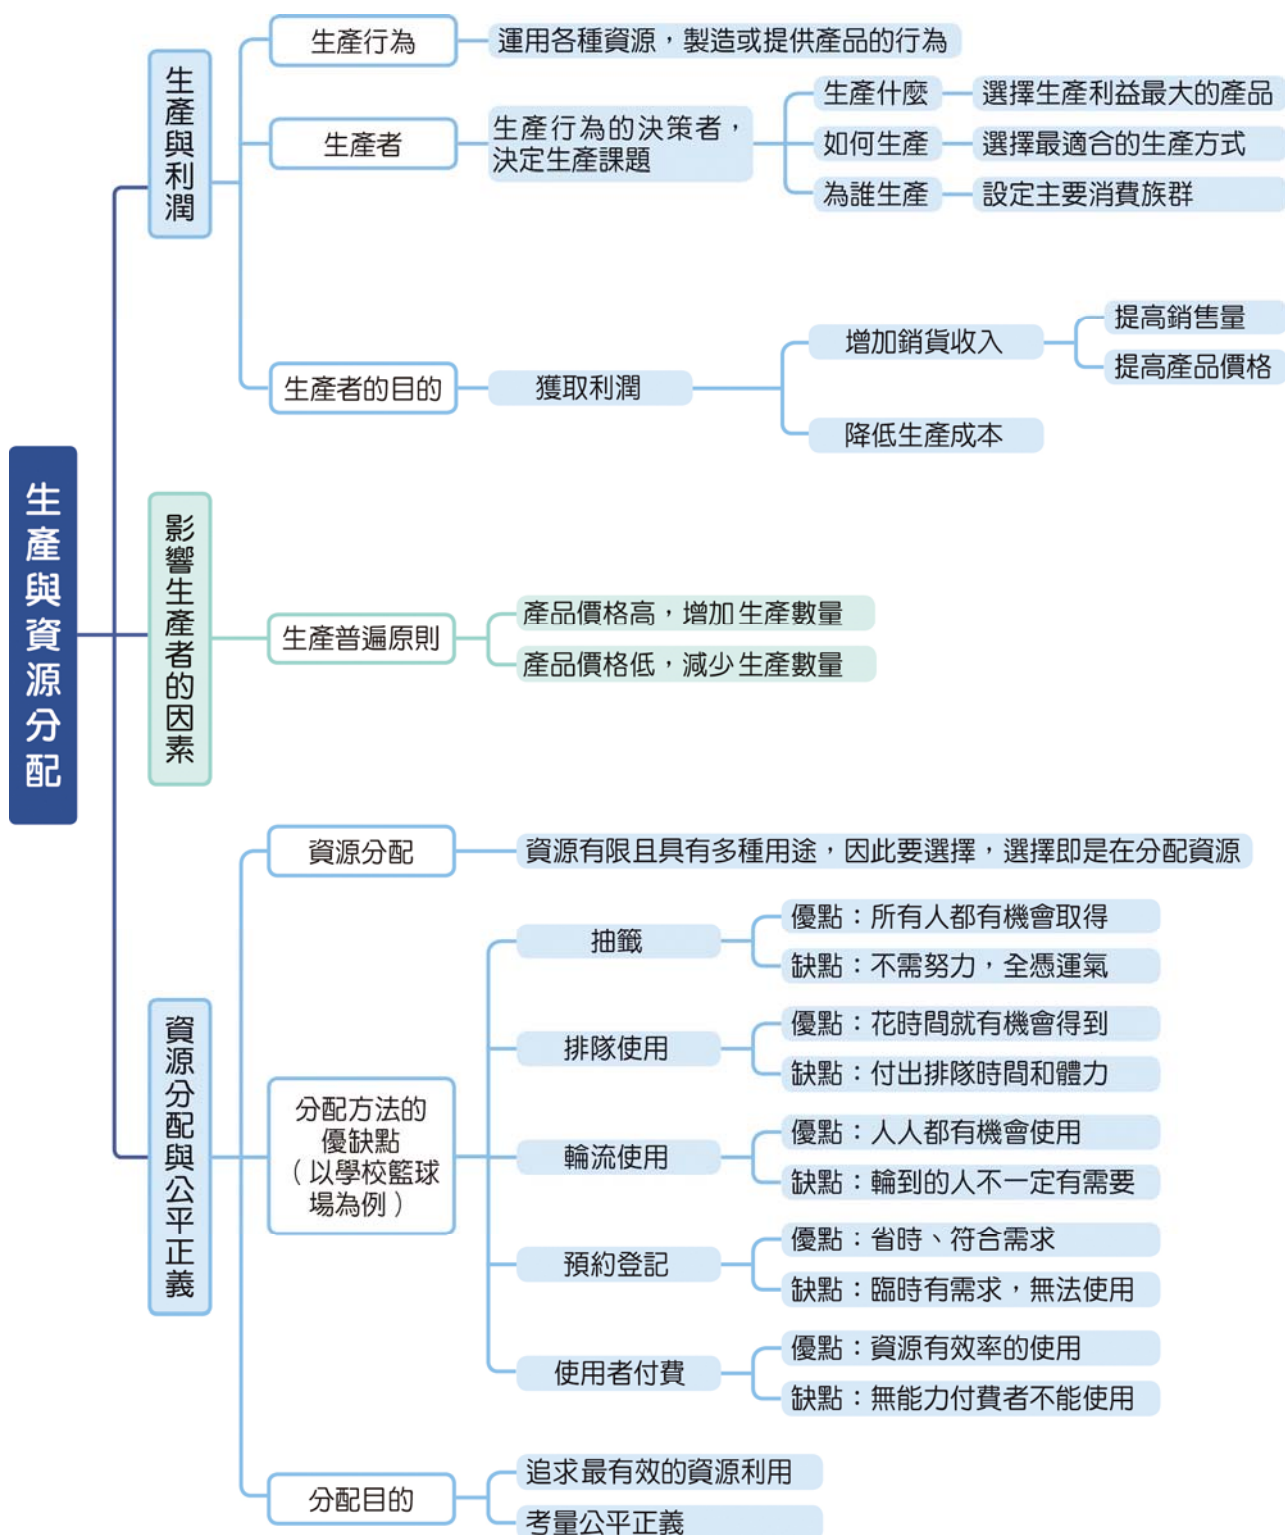 生產與資源分配
生產與利潤
生產行為
運用各種資源，製造或提供產品的行為
生產者
生產行為的決策者，
決定生產課題
生產什麼
選擇生產利益最大的產品
如何生產
選擇最適合的生產方式
為誰生產
設定主要消費族群
生產者的目的
獲取利潤
增加銷貨收入
提高銷售量
提高產品價格
降低生產成本
影響生產者的因素
生產普遍原則
產品價格高，增加生產數量
產品價格低，減少生產數量
資源分配與公平正義
資源分配
資源有限且具有多種用途，因此要選擇，選擇即是在分配資源
分配方法的
優缺點
（以學校籃球
場為例）
抽籤
優點：所有人都有機會取得
缺點：不需努力，全憑運氣
排隊使用
優點：花時間就有機會得到
缺點：付出排隊時間和體力
輪流使用
優點：人人都有機會使用
缺點：輪到的人不一定有需要
預約登記
優點：省時、符合需求
缺點：臨時有需求，無法使用
使用者付費
優點：資源有效率的使用
缺點：無能力付費者不能使用
分配目的
追求最有效的資源利用
考量公平正義